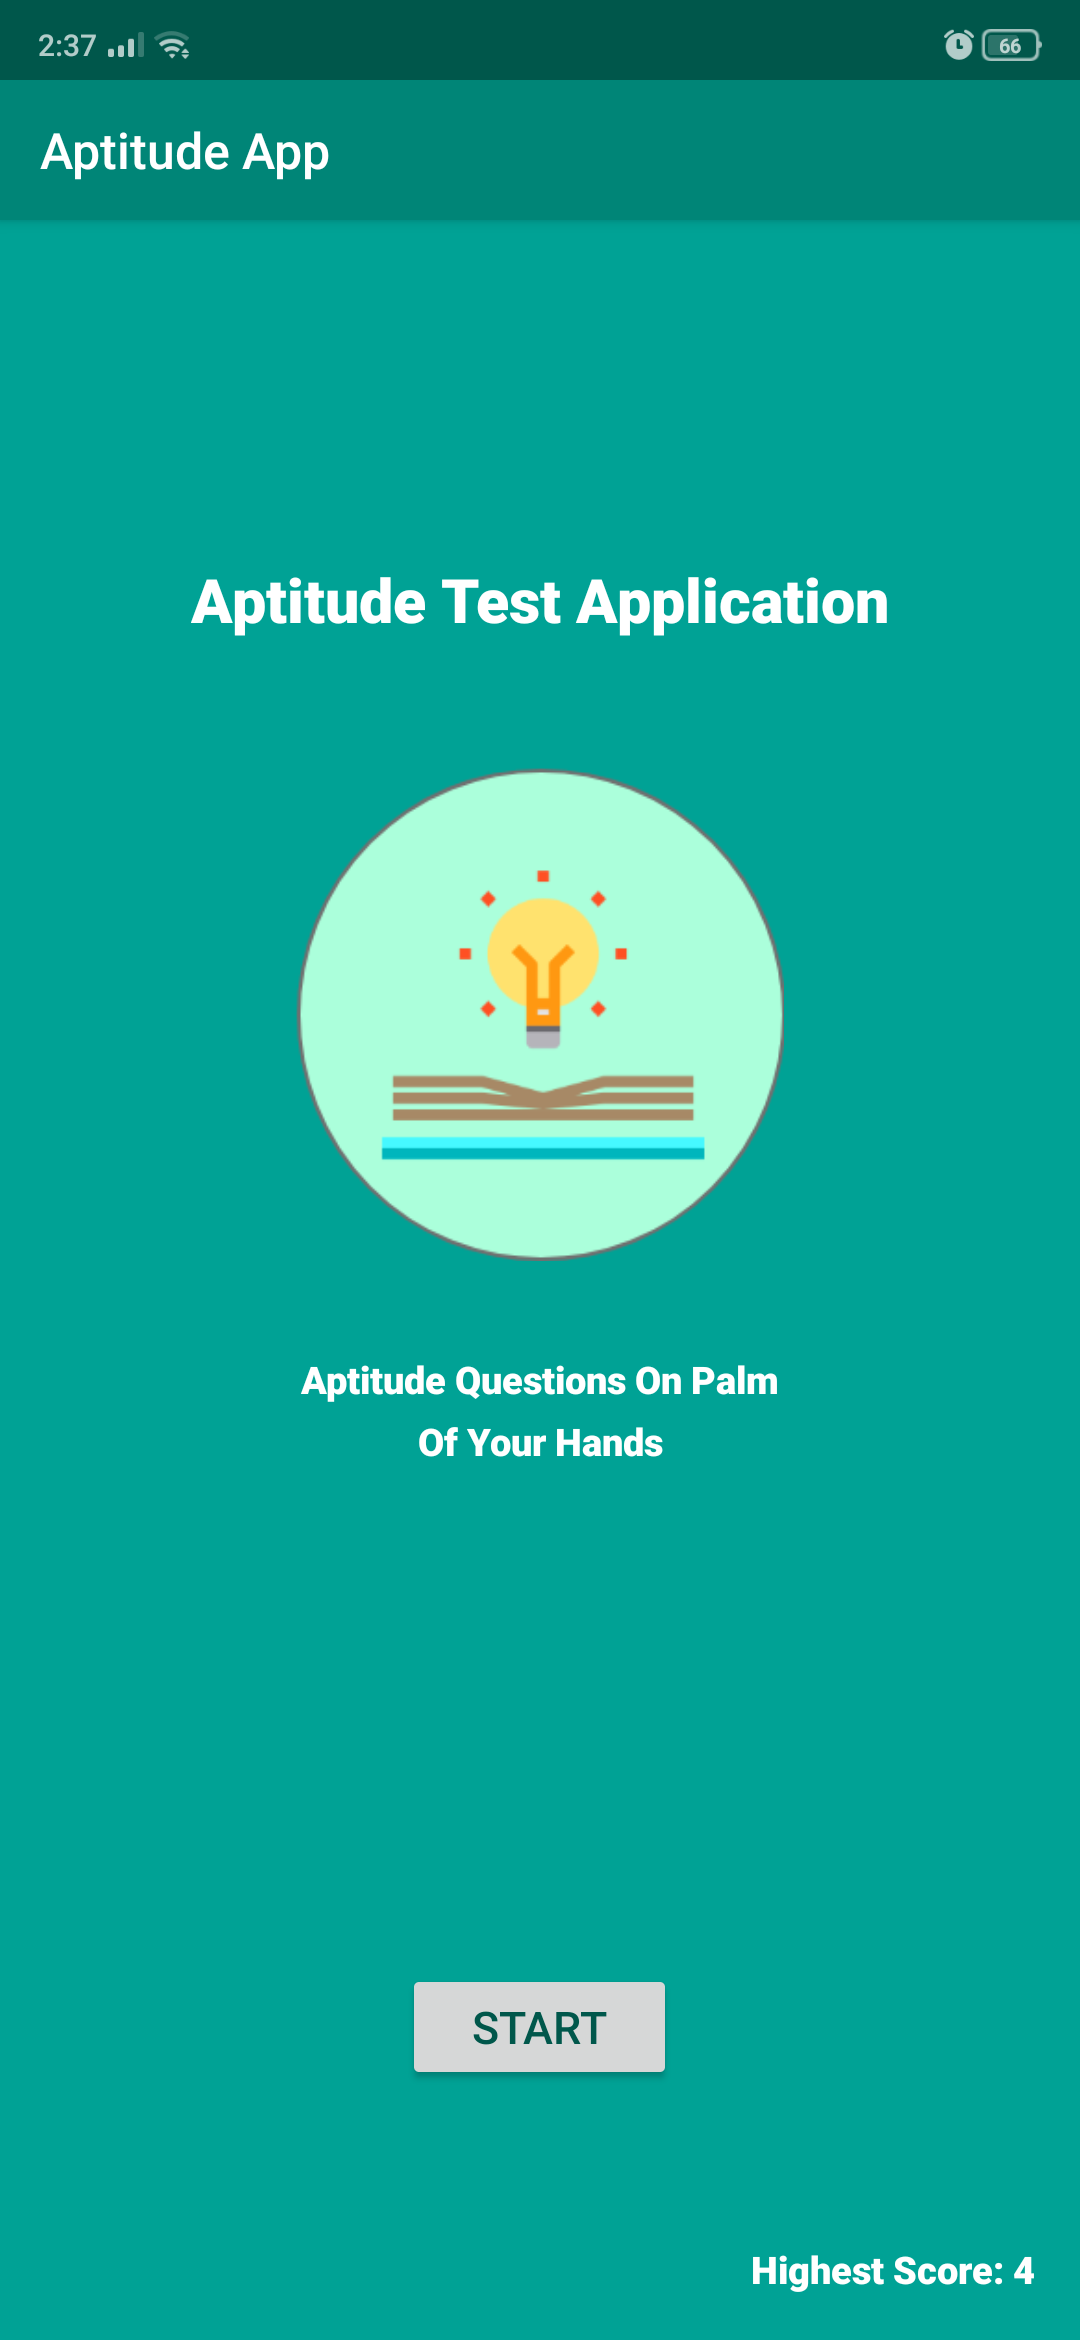 2:37
66
Aptitude App
Aptitude Test Application
Aptitude Questions On Palm
Of Your Hands
START
Highest Score: 4